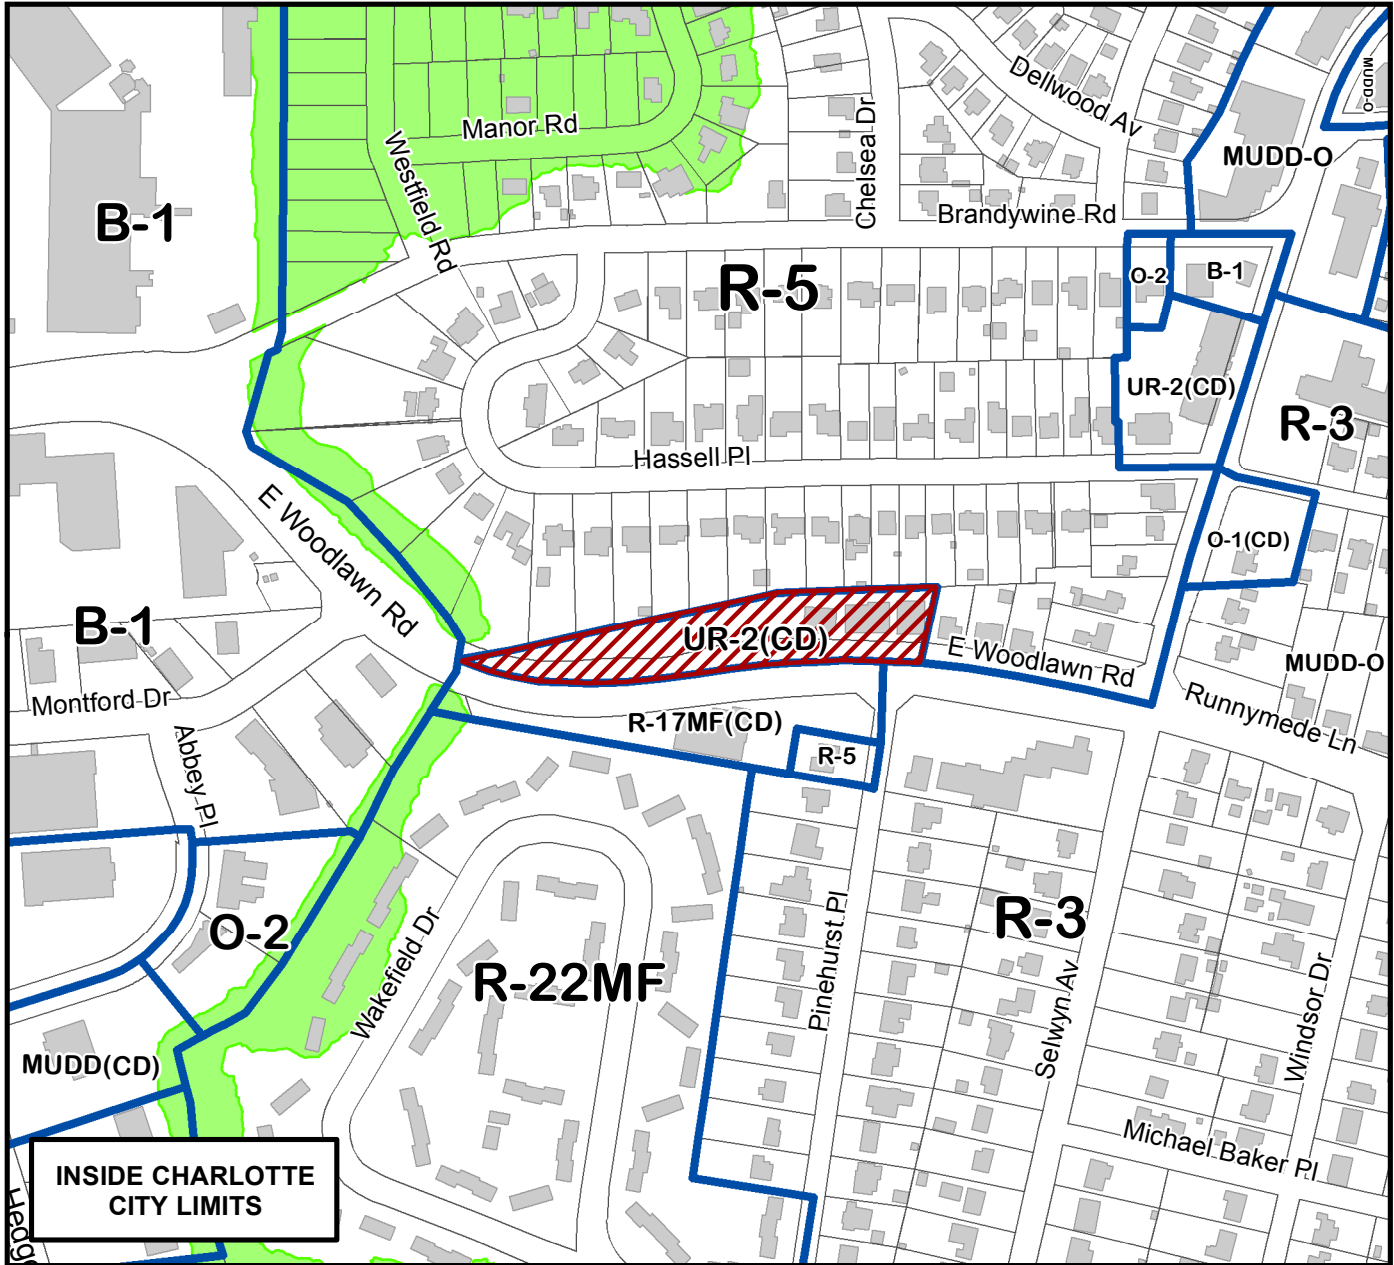 Manor Rd
Westfield Rd
Chelsea Dr
Dellwood Av
Brandywine Rd
MUDD-O
MUDD-O
B-1
R-5
O-2
B-1
UR-2(CD)
R-3
Hassell Pl
E Woodlawn Rd
O-1(CD)
B-1
UR-2(CD)
E Woodlawn Rd
MUDD-O
Montford Dr
Runnymede Ln
R-17MF(CD)
R-5
Abbey Pl
O-2
Wakefield Dr
R-22MF
Pinehurst Pl
R-3
Selwyn Av
Windsor Dr
MUDD(CD)
Michael Baker Pl
INSIDE CHARLOTTE
CITY LIMITS
Hedge